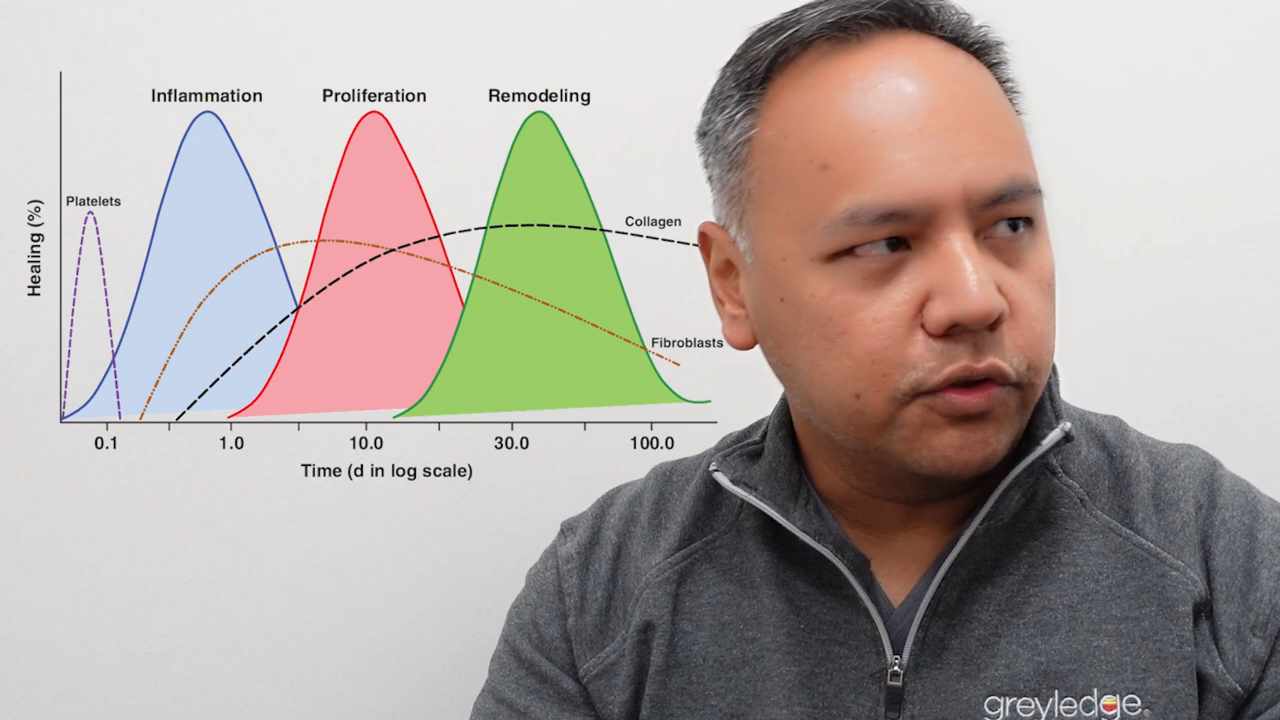 Inflammation
Proliferation
Remodeling
Platelets
Collagen
Fibroblasts
Healing (%)
0.1
1.0
10.0
30.0
100.0
Time (d in log scale)
greyledge